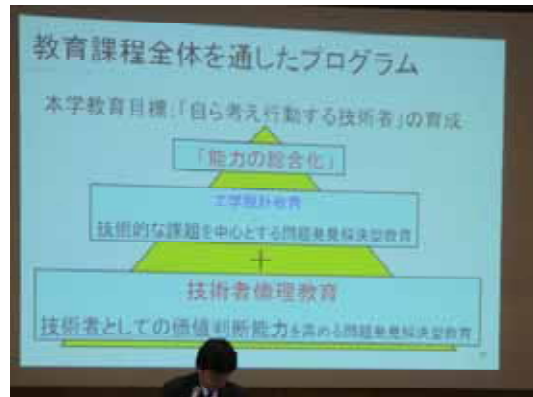 教育課程全体を通したプログラム
本学教育目標:「自ら考え行動する技術者」の育成
「能力の総合化」
工学設計教育
技術的な課題を中心とする問題発見解決型教育
+
技術者倫理教育
技術者としての価値判断能力を高める問題発見解決型教育